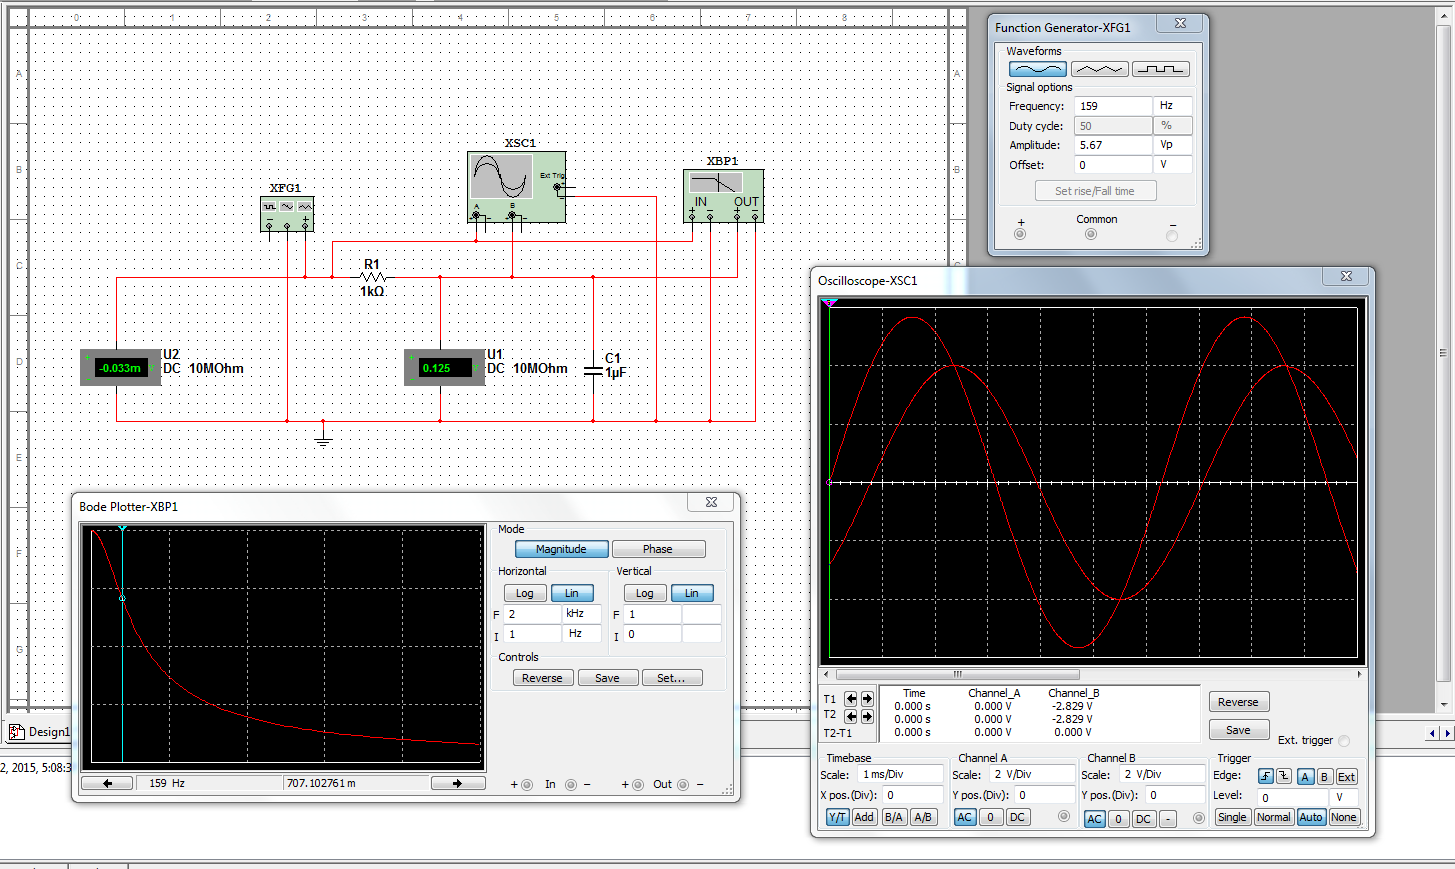 0 1 2 3 4 5 6 7 8
A A
B B
C C
D
E
F
G
XSC1
Ext Trig
+
A B
XBP1
IN OUT
XFG1
R1
1kΩ
U2
-0.033m V DC 10MOhm
U1
0.125 V DC 10MOhm
C1
1µF
Function Generator-XFG1
Waveforms
Signal options
Frequency: 159 Hz
Duty cycle: 50 %
Amplitude: 5.67 Vp
Offset: 0 V
Set rise/Fall time
+ Common −
Bode Plotter-XBP1
Mode
Magnitude Phase
Horizontal Vertical
Log Lin Log Lin
F 2 kHz F 1
I 1 Hz I 0
Controls
Reverse Save Set...
159 Hz 707.102761 m
+ In − + Out −
Oscilloscope-XSC1
Time Channel_A Channel_B
T1 0.000 s 0.000 V -2.829 V
T2 0.000 s 0.000 V -2.829 V
T2-T1 0.000 s 0.000 V 0.000 V
Reverse
Save
Ext. trigger
Timebase Channel A Channel B Trigger
Scale: 1 ms/Div Scale: 2 V/Div Scale: 2 V/Div Edge: A B Ext
X pos.(Div): 0 Y pos.(Div): 0 Y pos.(Div): 0 Level: 0 V
Y/T Add B/A A/B AC 0 DC AC 0 DC - Single Normal Auto None
Design1
2, 2015, 5:08:3